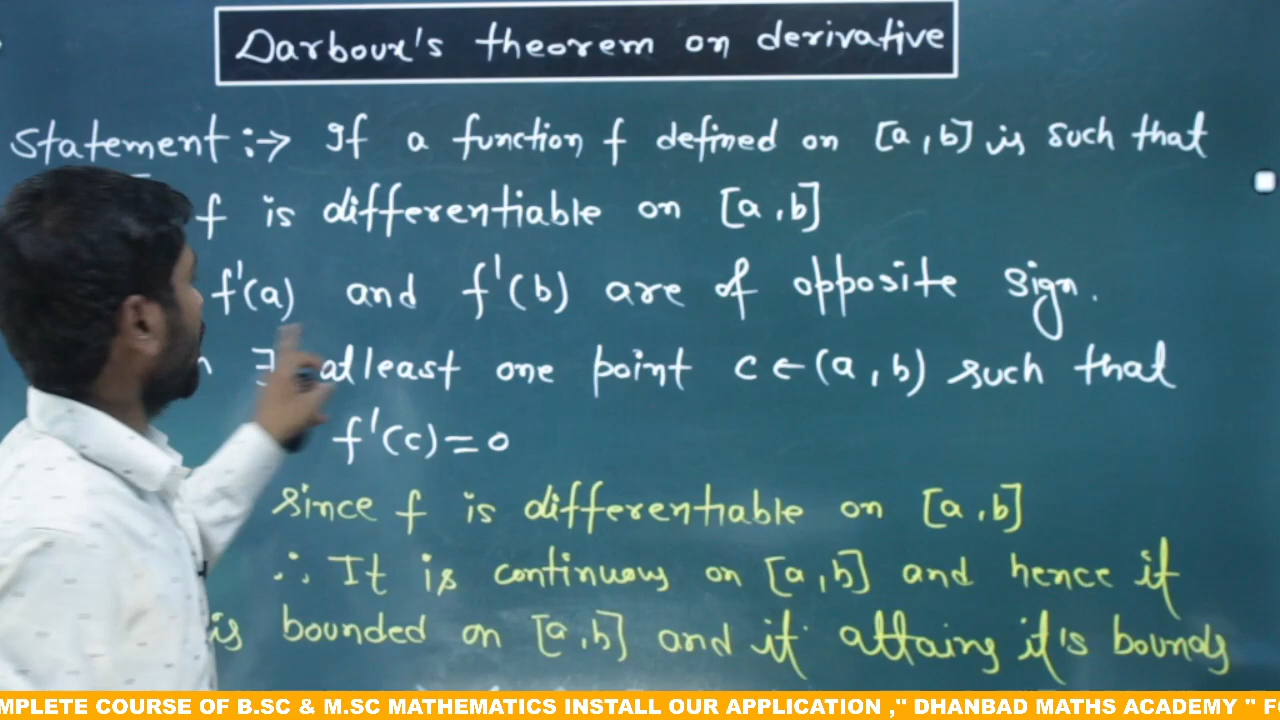 Darboux's theorem on derivative
Statement :→ If a function f defined on [a, b] is such that
f is differentiable on [a, b]
f'(a) and f'(b) are of opposite sign.
∃ atleast one point c ∈ (a, b) such that
f'(c) = 0
Since f is differentiable on [a, b]
∴ It is continuous on [a, b] and hence it
is bounded on [a, b] and it attains it's bounds
MPLETE COURSE OF B.SC & M.SC MATHEMATICS INSTALL OUR APPLICATION ," DHANBAD MATHS ACADEMY " FO